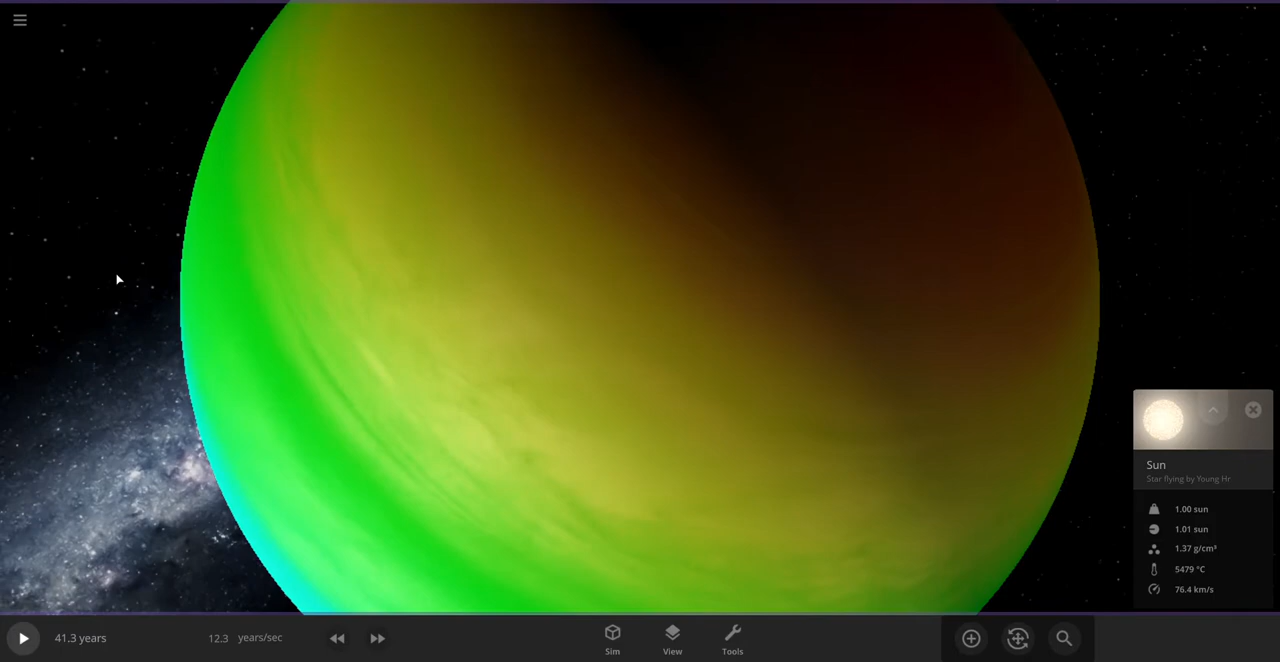 Sun
Star flying by Young Hr
1.00 sun
1.01 sun
1.37 g/cm³
5479 °C
76.4 km/s
41.3 years
12.3 years/sec
Sim
View
Tools